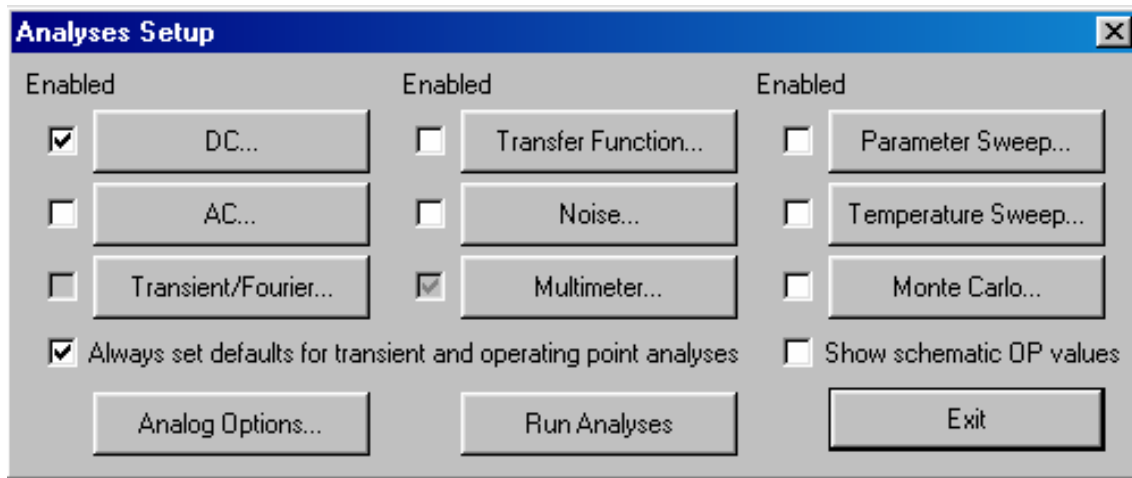 Analyses Setup
Enabled Enabled Enabled
DC... Transfer Function... Parameter Sweep...
AC... Noise... Temperature Sweep...
Transient/Fourier... Multimeter... Monte Carlo...
Always set defaults for transient and operating point analyses Show schematic OP values
Analog Options... Run Analyses Exit